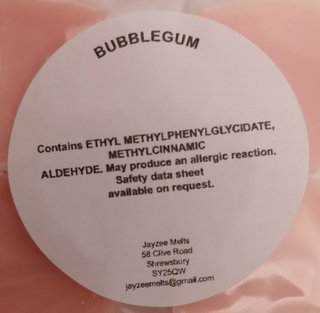 BUBBLEGUM
Contains ETHYL METHYLPHENYLGLYCIDATE,
METHYLCINNAMIC
ALDEHYDE. May produce an allergic reaction.
Safety data sheet
available on request.
Jayzee Melts
58 Clive Road
Shrewsbury
SY25QW
jayzeemelts@gmail.com